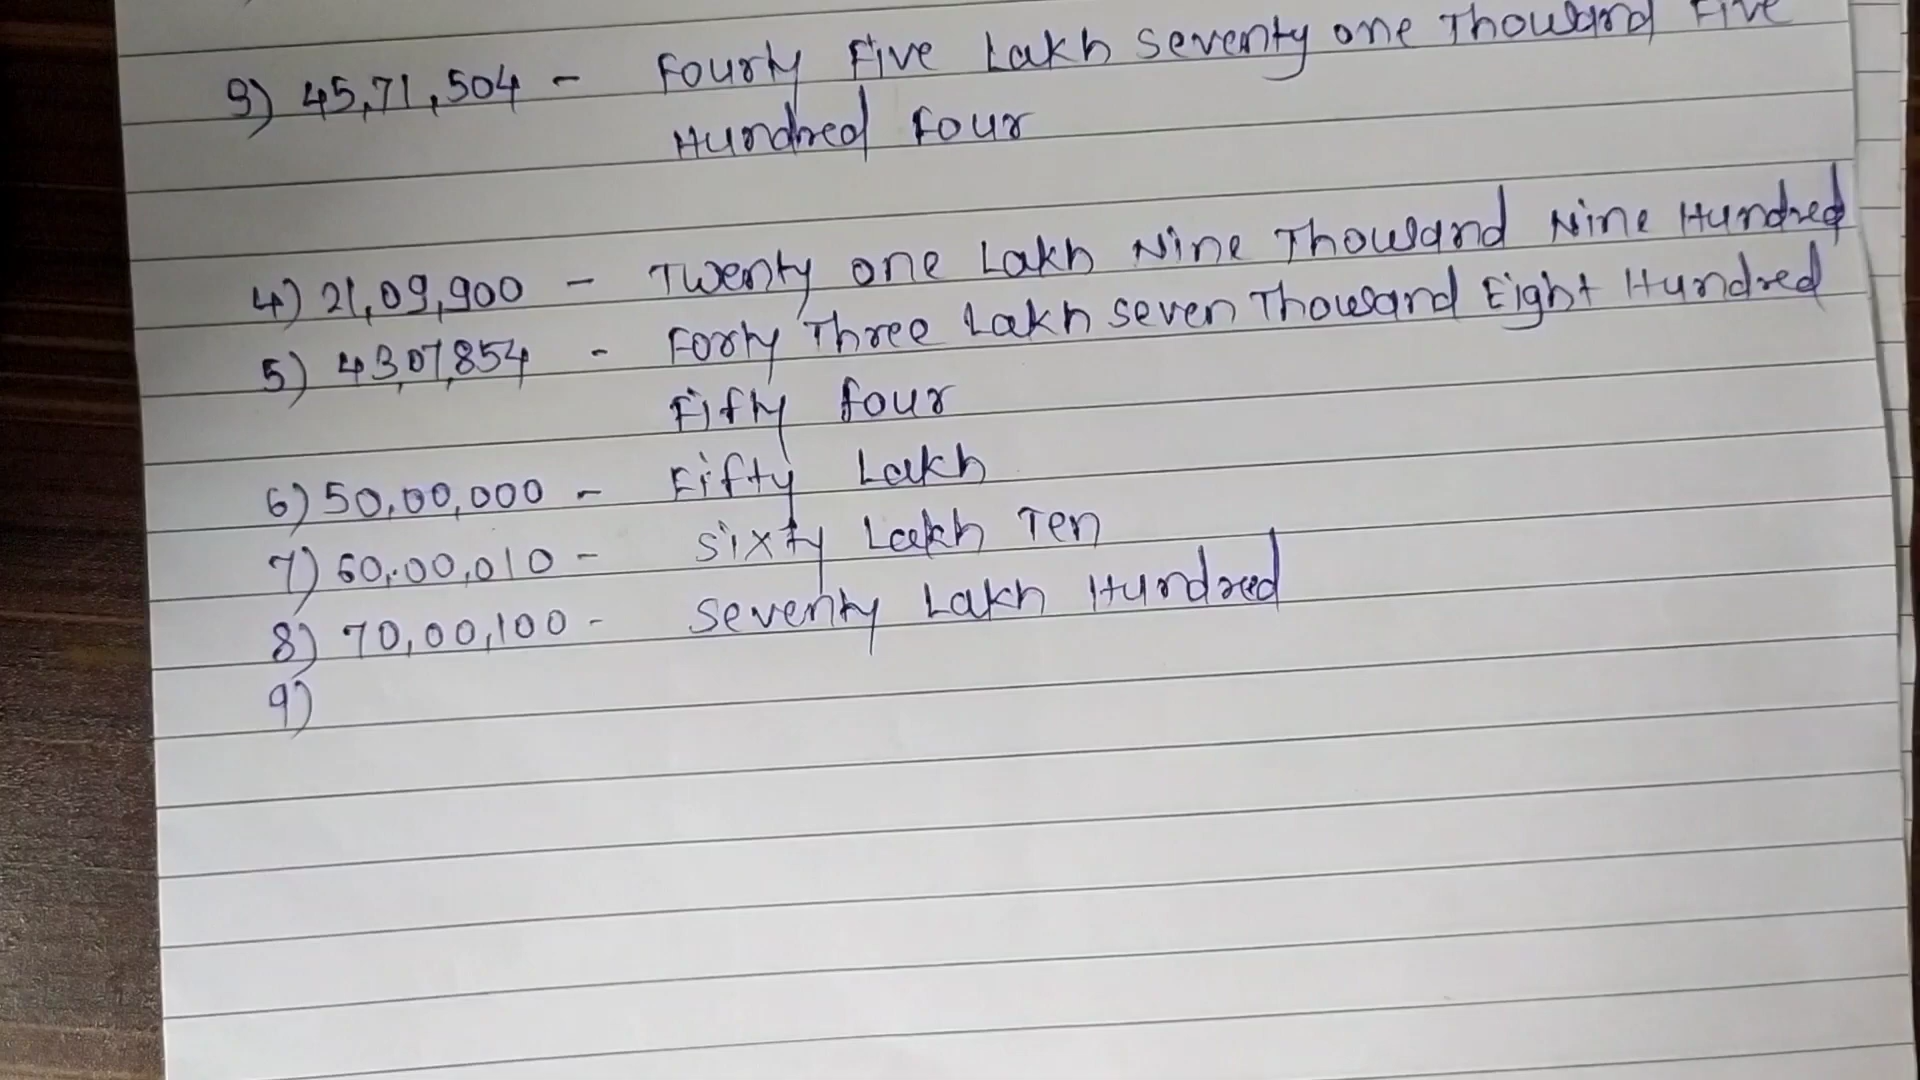 3) 45,71,504 - Fourty Five Lakh Seventy one Thousand Five
Hundred Four
4) 21,09,900 - Twenty one Lakh Nine Thousand Nine Hundred
5) 43,07,854 - Forty Three Lakh Seven Thousand Eight Hundred
Fifty four
6) 50,00,000 - Fifty Lakh
7) 60,00,010 - Sixty Lakh Ten
8) 70,00,100 - Seventy Lakh Hundred
9)